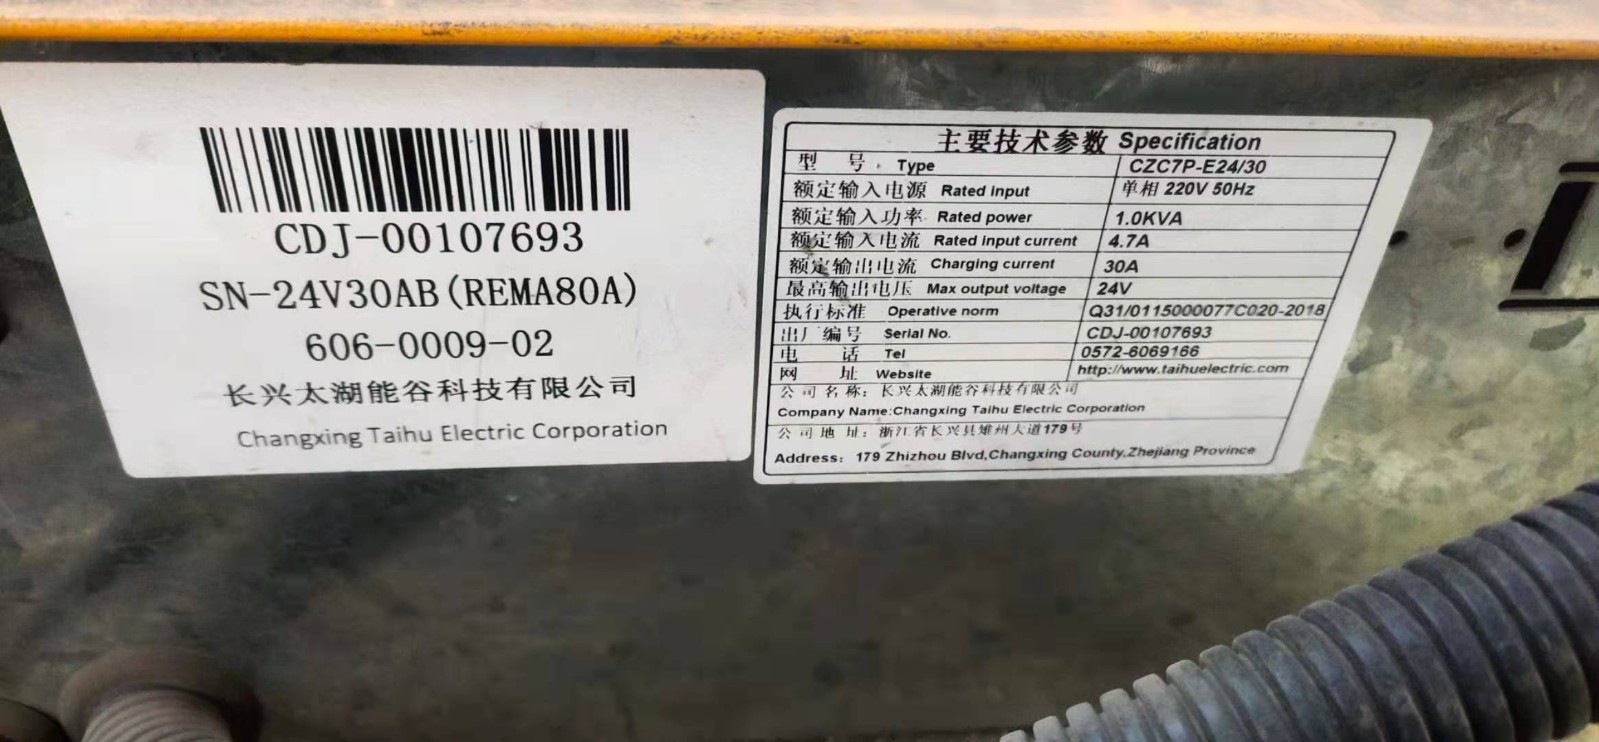 CDJ-00107693
SN-24V30AB(REMA80A)
606-0009-02
长兴太湖能谷科技有限公司
Changxing Taihu Electric Corporation
主要技术参数 Specification
型 号 Type CZC7P-E24/30
额定输入电源 Rated input 单相 220V 50Hz
额定输入功率 Rated power 1.0KVA
额定输入电流 Rated input current 4.7A
额定输出电流 Charging current 30A
最高输出电压 Max output voltage 24V
执行标准 Operative norm Q31/0115000077C020-2018
出厂编号 Serial No. CDJ-00107693
电 话 Tel 0572-6069166
网 址 Website http://www.taihuelectric.com
公司名称：长兴太湖能谷科技有限公司
Company Name:Changxing Taihu Electric Corporation
公司地址：浙江省长兴县雉州大道179号
Address: 179 Zhizhou Blvd,Changxing County,Zhejiang Province